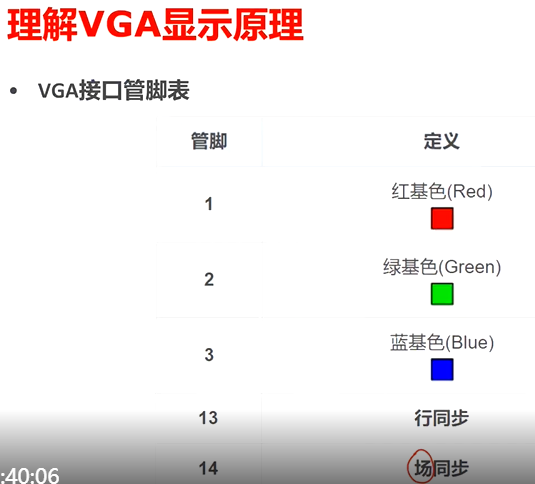 理解VGA显示原理
• VGA接口管脚表
管脚 定义
1 红基色(Red)
2 绿基色(Green)
3 蓝基色(Blue)
13 行同步
14 场同步
:40:06